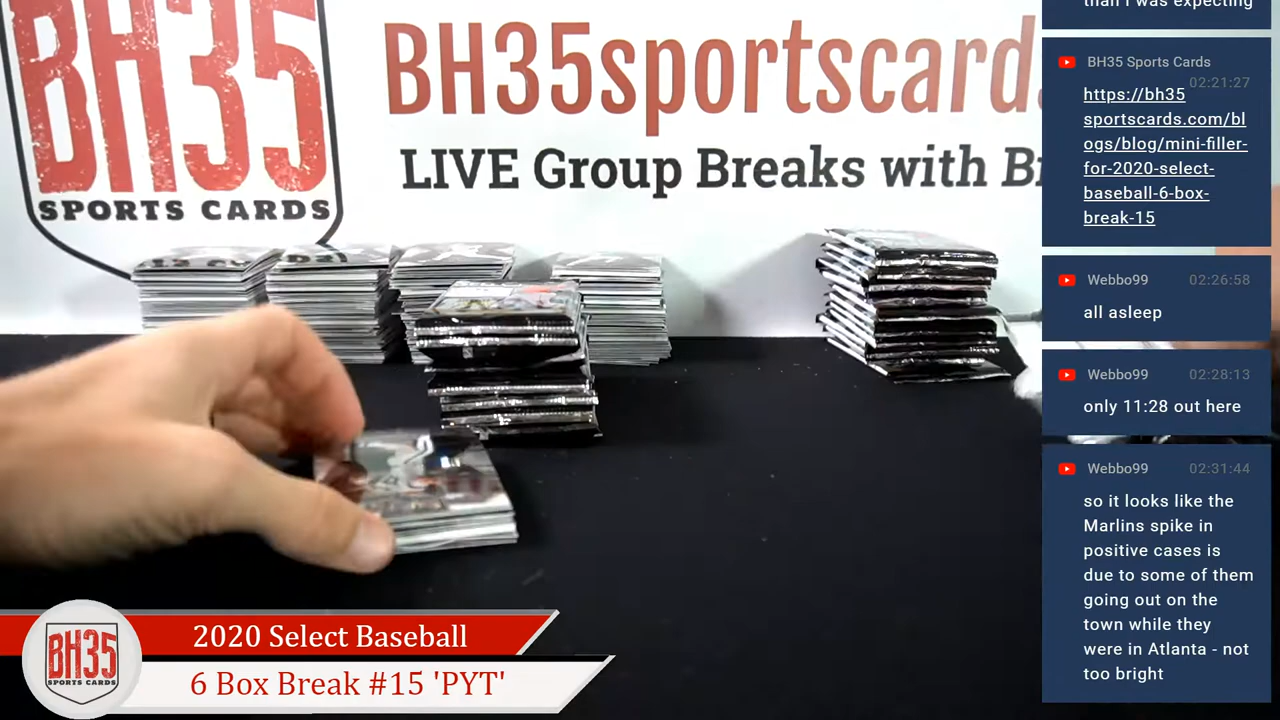 BH35
SPORTS CARDS
BH35sportscard
LIVE Group Breaks with
than I was expecting
BH35 Sports Cards
02:21:27
https://bh35
sportscards.com/bl
ogs/blog/mini-filler-
for-2020-select-
baseball-6-box-
break-15
Webbo99 02:26:58
all asleep
Webbo99 02:28:13
only 11:28 out here
Webbo99 02:31:44
so it looks like the
Marlins spike in
positive cases is
due to some of them
going out on the
town while they
were in Atlanta - not
too bright
BH35
SPORTS CARDS
2020 Select Baseball
6 Box Break #15 'PYT'